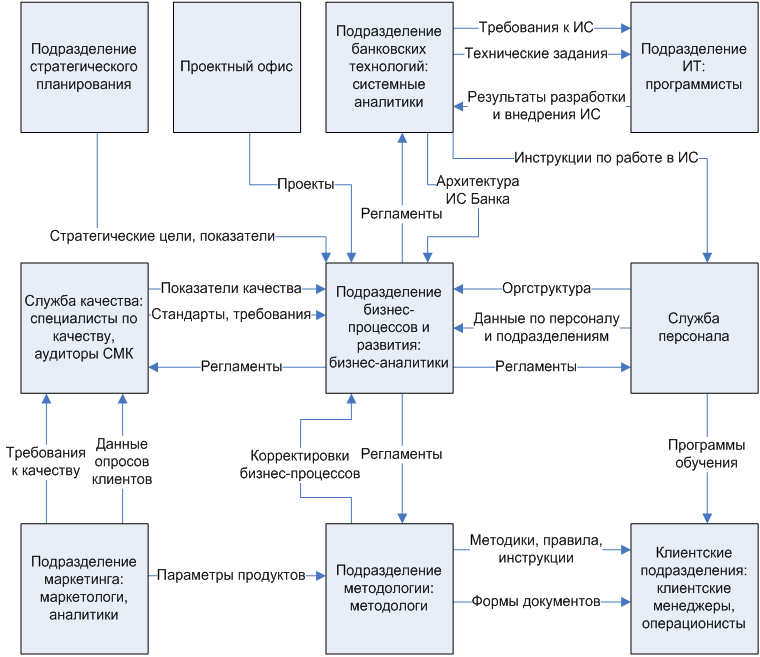 Подразделение
стратегического
планирования
Проектный офис
Подразделение
банковских
технологий:
системные
аналитики
Требования к ИС
Технические задания
Результаты разработки
и внедрения ИС
Подразделение
ИТ:
программисты
Инструкции по работе в ИС
Проекты
Архитектура
ИС Банка
Регламенты
Стратегические цели, показатели
Служба качества:
специалисты по
качеству,
аудиторы СМК
Показатели качества
Стандарты, требования
Регламенты
Подразделение
бизнес-
процессов и
развития:
бизнес-аналитики
Оргструктура
Данные по персоналу
и подразделениям
Регламенты
Служба
персонала
Требования
к качеству
Данные
опросов
клиентов
Корректировки
бизнес-процессов
Регламенты
Программы
обучения
Подразделение
маркетинга:
маркетологи,
аналитики
Параметры продуктов
Подразделение
методологии:
методологи
Методики, правила,
инструкции
Формы документов
Клиентские
подразделения:
клиентские
менеджеры,
операционисты